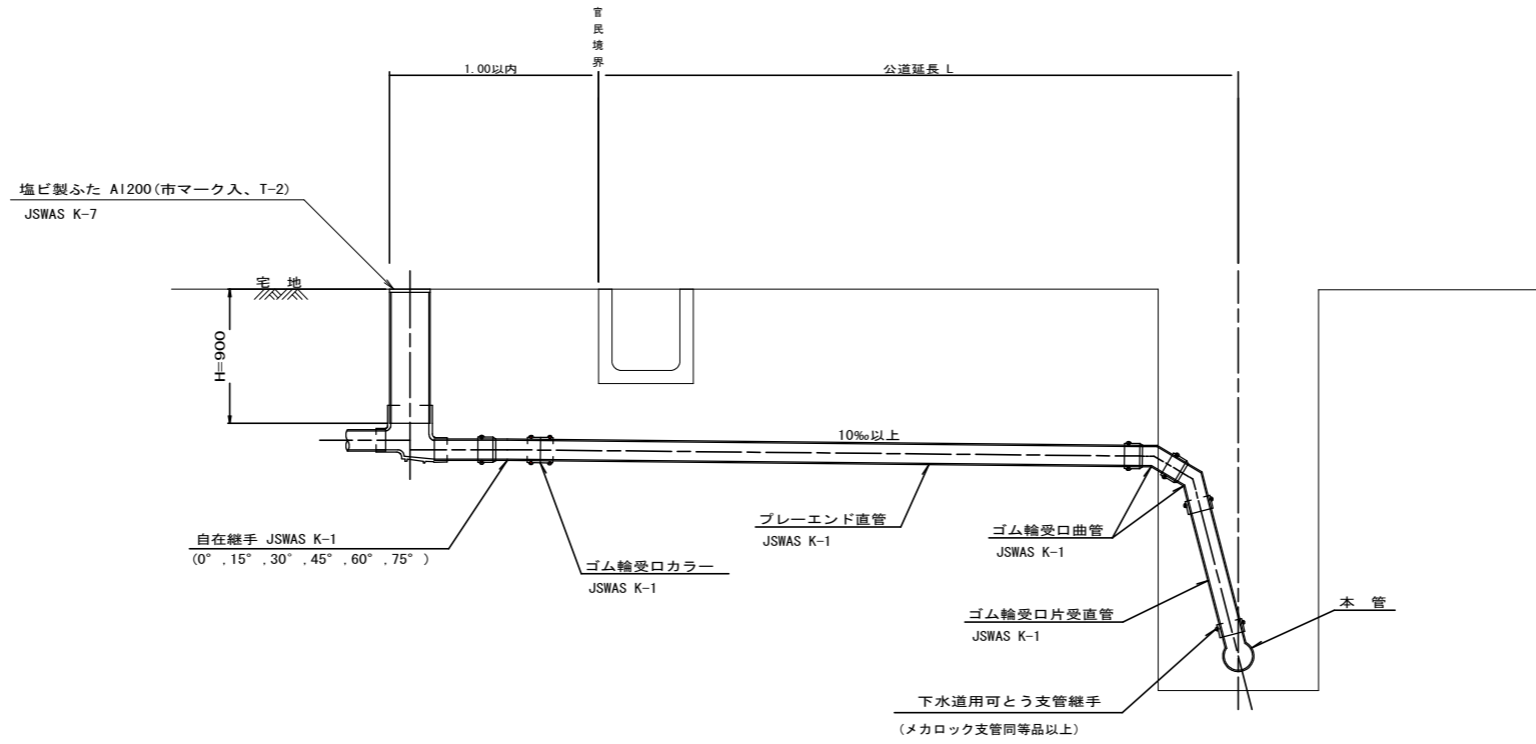 官民境界
1.00以内
公道延長 L
塩ビ製ふた A1200(市マーク入、T-2)
JSWAS K-7
宅 地
H=900
10‰以上
自在継手 JSWAS K-1
(0° ,15° ,30° ,45° ,60° ,75° )
ゴム輪受口カラー
JSWAS K-1
プレーエンド直管
JSWAS K-1
ゴム輪受口曲管
JSWAS K-1
ゴム輪受口片受直管
JSWAS K-1
本 管
下水道用可とう支管継手
(メカロック支管同等品以上)